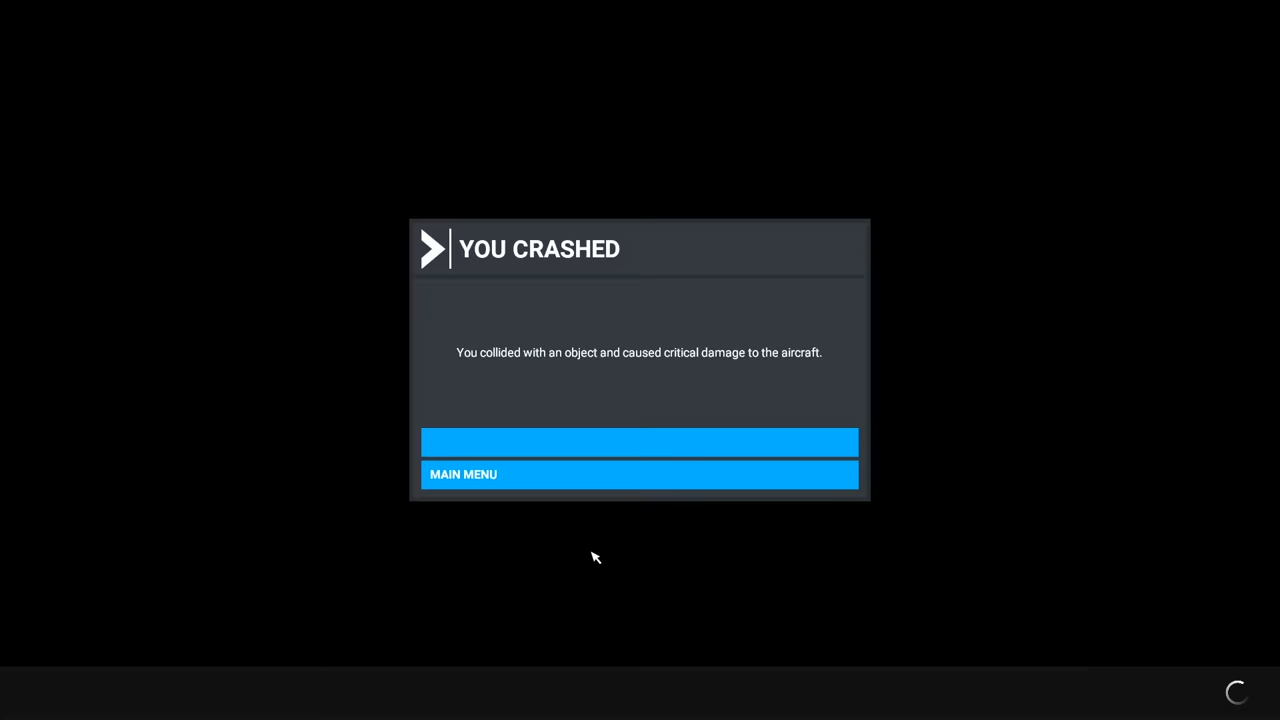 YOU CRASHED
You collided with an object and caused critical damage to the aircraft.
MAIN MENU